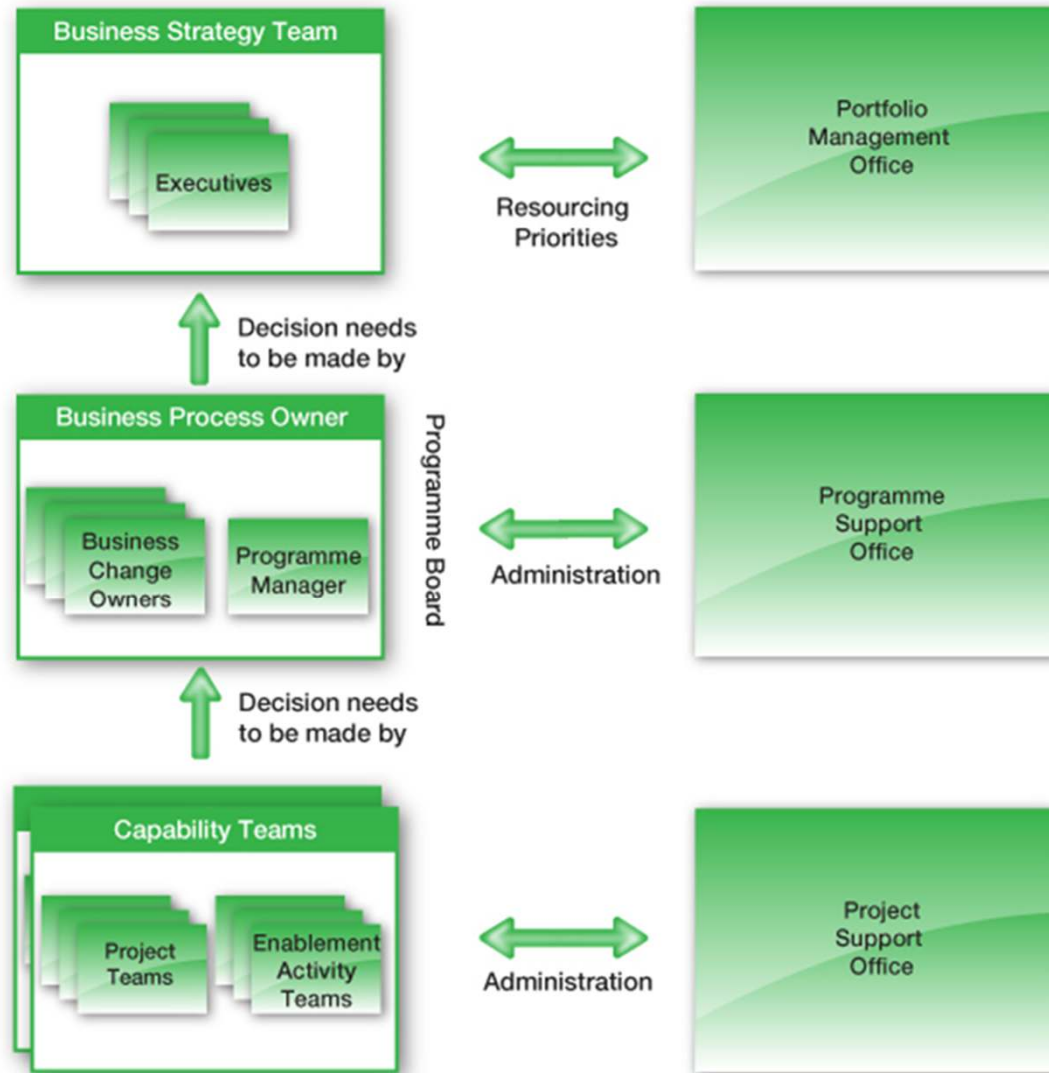 Business Strategy Team
Executives
Resourcing
Priorities
Portfolio
Management
Office
Decision needs
to be made by
Business Process Owner
Business
Change
Owners
Programme
Manager
Programme Board
Administration
Programme
Support
Office
Decision needs
to be made by
Capability Teams
Project
Teams
Enablement
Activity
Teams
Administration
Project
Support
Office